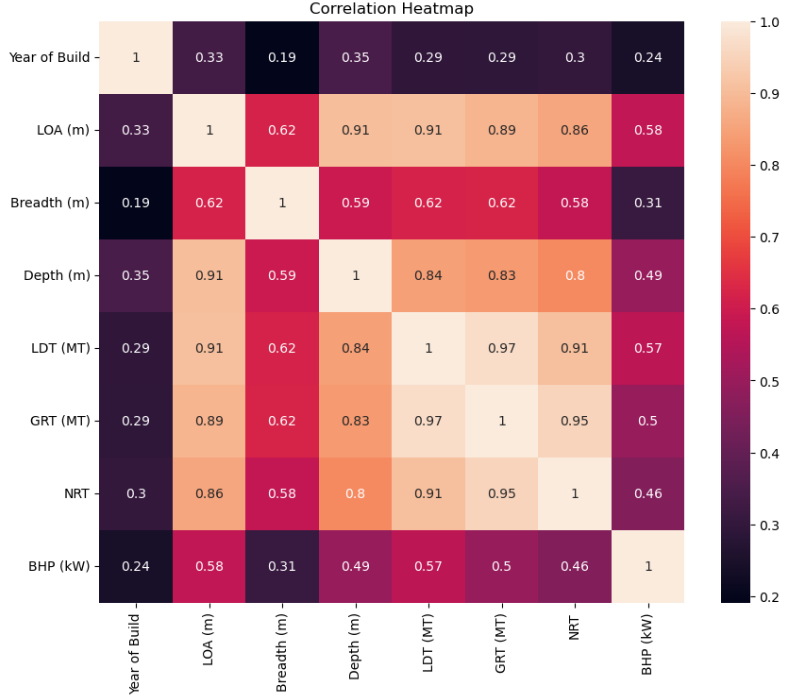 Correlation Heatmap
Year of Build 1 0.33 0.19 0.35 0.29 0.29 0.3 0.24
LOA (m) 0.33 1 0.62 0.91 0.91 0.89 0.86 0.58
Breadth (m) 0.19 0.62 1 0.59 0.62 0.62 0.58 0.31
Depth (m) 0.35 0.91 0.59 1 0.84 0.83 0.8 0.49
LDT (MT) 0.29 0.91 0.62 0.84 1 0.97 0.91 0.57
GRT (MT) 0.29 0.89 0.62 0.83 0.97 1 0.95 0.5
NRT 0.3 0.86 0.58 0.8 0.91 0.95 1 0.46
BHP (kW) 0.24 0.58 0.31 0.49 0.57 0.5 0.46 1
Year of Build
LOA (m)
Breadth (m)
Depth (m)
LDT (MT)
GRT (MT)
NRT
BHP (kW)
1.0
0.9
0.8
0.7
0.6
0.5
0.4
0.3
0.2